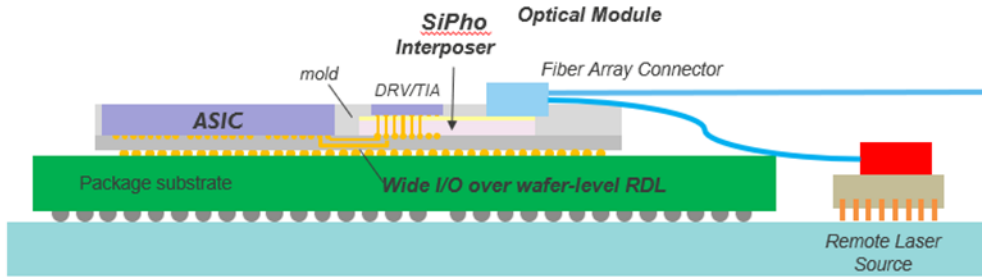 SiPho
Interposer
Optical Module
mold
DRV/TIA
Fiber Array Connector
ASIC
Package substrate
Wide I/O over wafer-level RDL
Remote Laser
Source